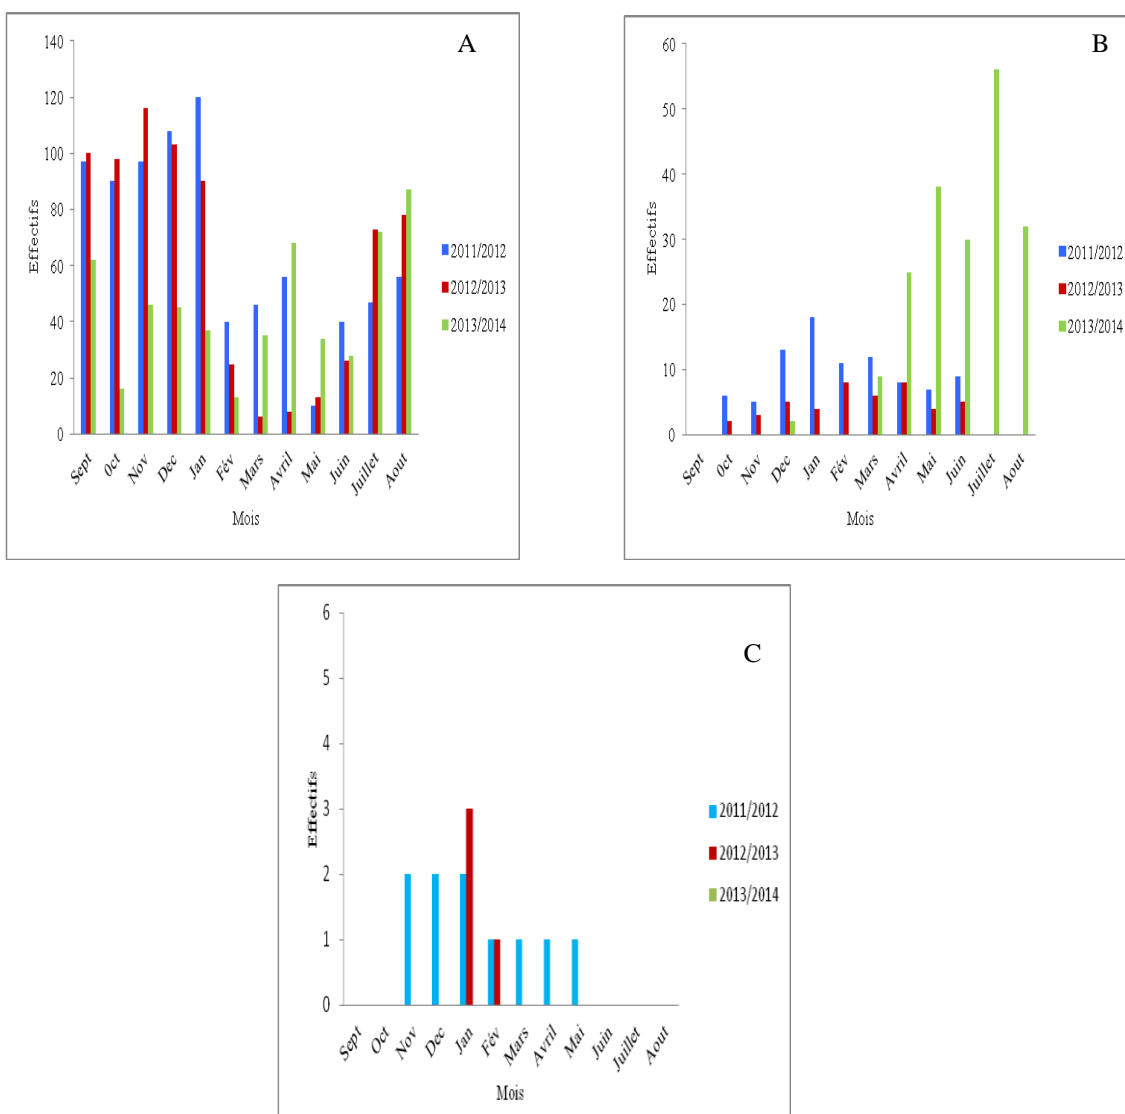 A
140
120
100
80
60
40
20
0
Effectifs
Sept 0ct Nov Dec Jan Fév Mars Avril Mai Juin Juillet Aout
Mois
2011/2012
2012/2013
2013/2014
B
60
50
40
30
20
10
0
Effectifs
Sept 0ct Nov Dec Jan Fév Mars Avril Mai Juin Juillet Aout
Mois
2011/2012
2012/2013
2013/2014
C
6
5
4
3
2
1
0
Effectifs
Sept Oct Nov Dec Jan Fév Mars Avril Mai Juin Juillet Aout
Mois
2011/2012
2012/2013
2013/2014